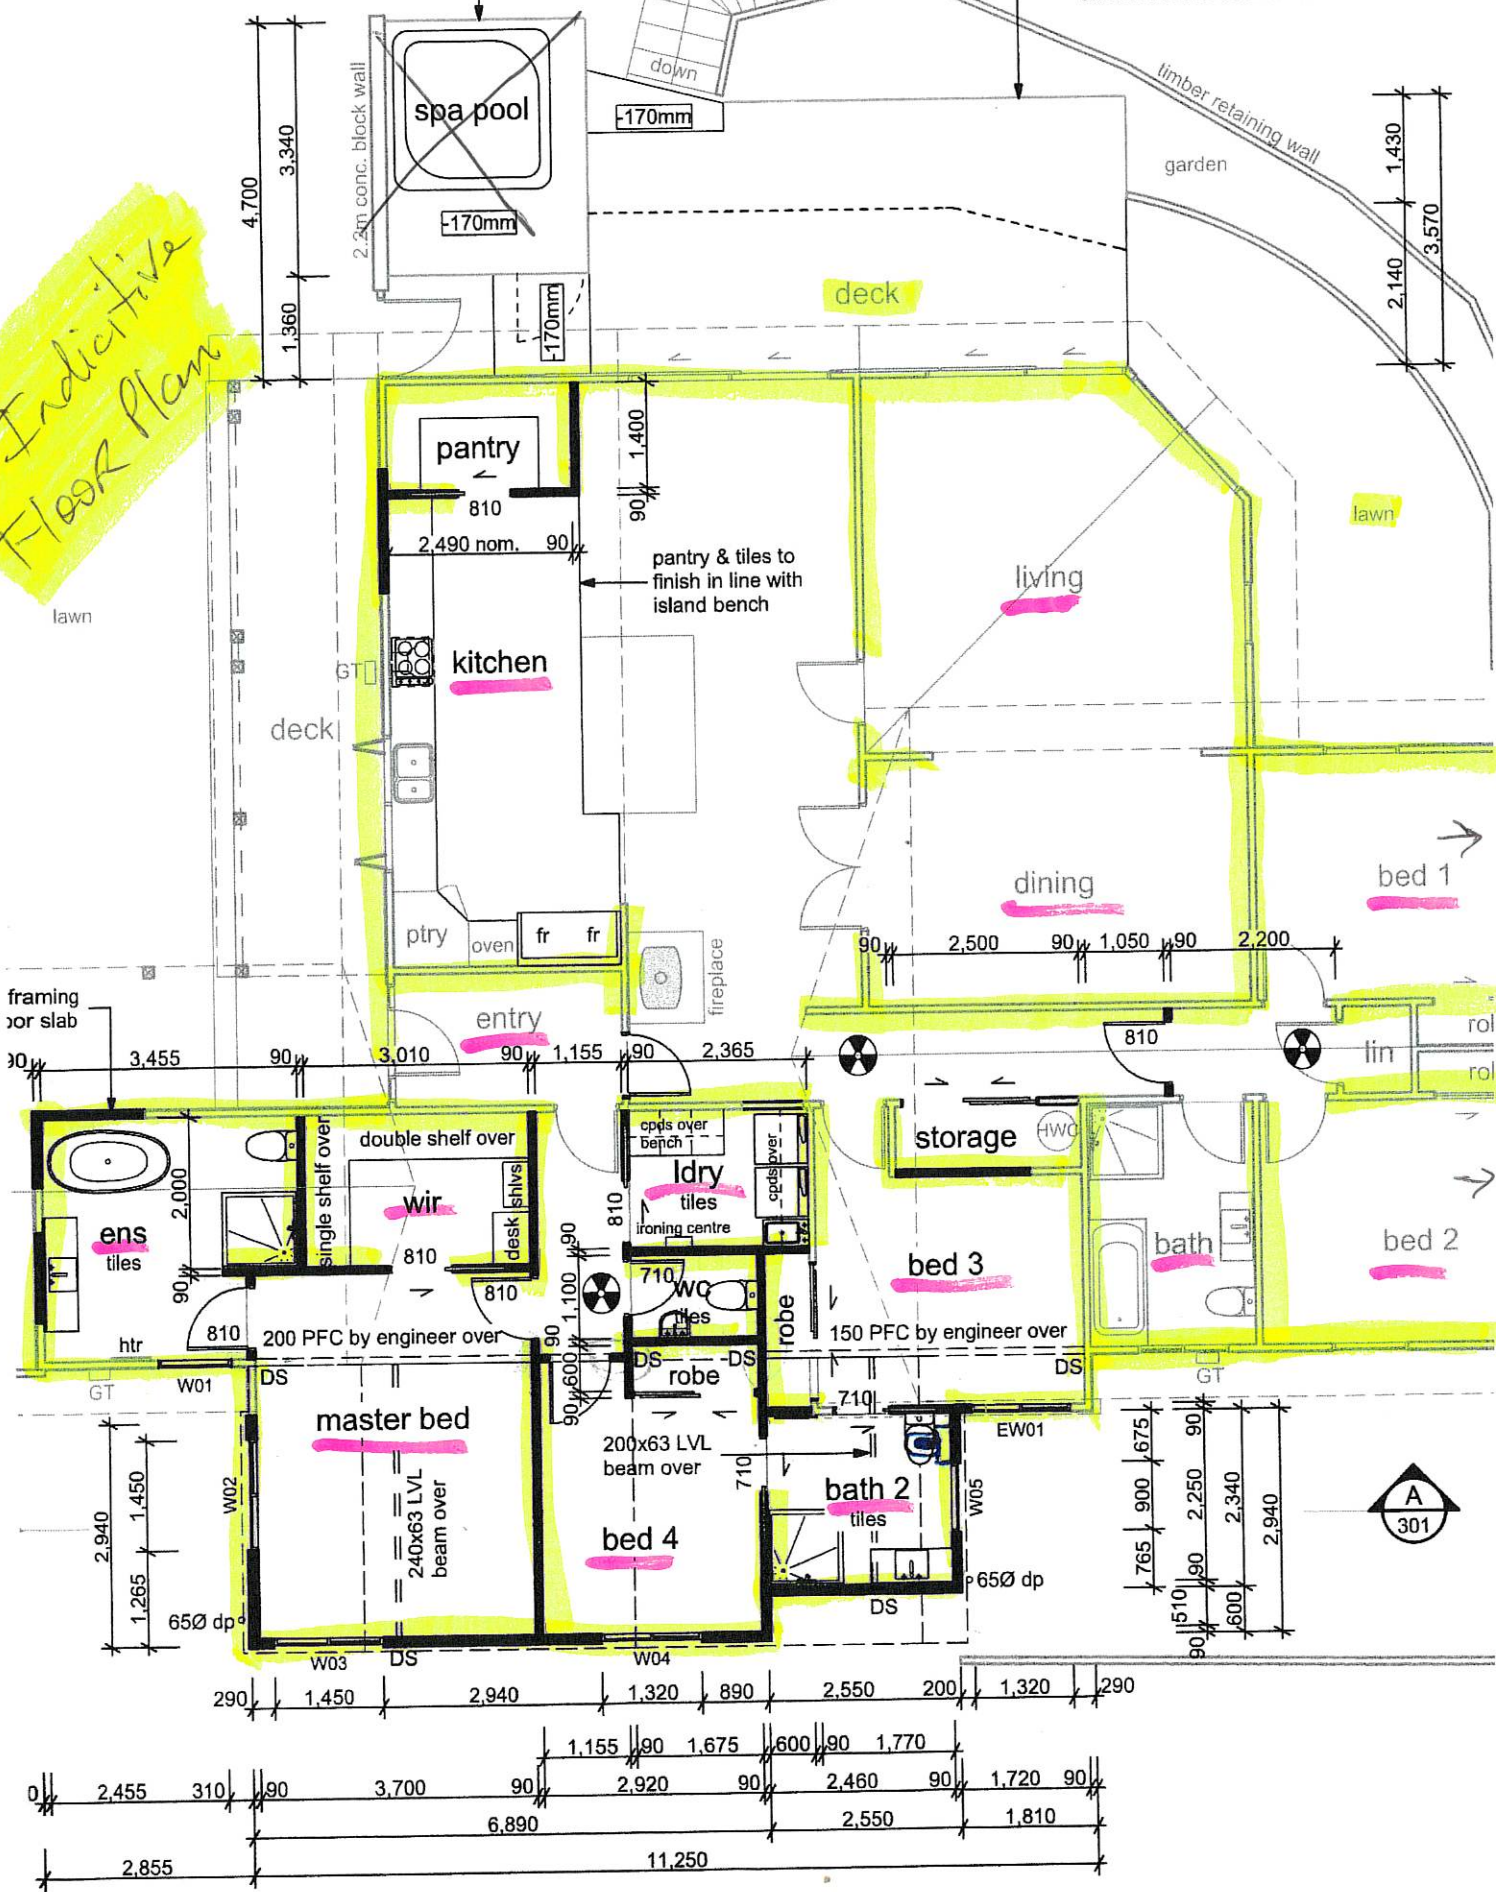 spa pool
down
-170mm
2.2m conc. block wall
timber retaining wall
garden
1,430
3,570
2,140
3,340
4,700
1,360
-170mm
-170mm
deck
Indicitive
Floor Plan
lawn
pantry
810
1,400
90
2,490 nom.
90
pantry & tiles to
finish in line with
island bench
living
lawn
GT
kitchen
deck
dining
bed 1
ptry
oven
fr
fr
fireplace
90
2,500
90
1,050
90
2,200
framing
oor slab
entry
810
lin
rol
rol
90
3,455
90
3,010
90
1,155
90
2,365
single shelf over
double shelf over
cpds over
bench
cpds over
storage
HWC
2,000
wir
desk
shlvs
ldry
tiles
ironing centre
810
ens
tiles
810
90
bed 3
bath
bed 2
90
810
1,100
710
wc
tiles
robe
htr
810
200 PFC by engineer over
90
150 PFC by engineer over
GT
W01
DS
600
DS
DS
robe
DS
GT
90
710
master bed
EW01
200x63 LVL
beam over
710
bath 2
tiles
W05
W02
240x63 LVL
beam over
bed 4
2,940
1,450
1,265
675
900
765
90
2,250
90
510
90
2,340
600
2,940
A
301
65Ø dp
65Ø dp
DS
W03
DS
W04
290
1,450
2,940
1,320
890
2,550
200
1,320
290
1,155
90
1,675
600
90
1,770
0
2,455
310
90
3,700
90
2,920
90
2,460
90
1,720
90
6,890
2,550
1,810
2,855
11,250